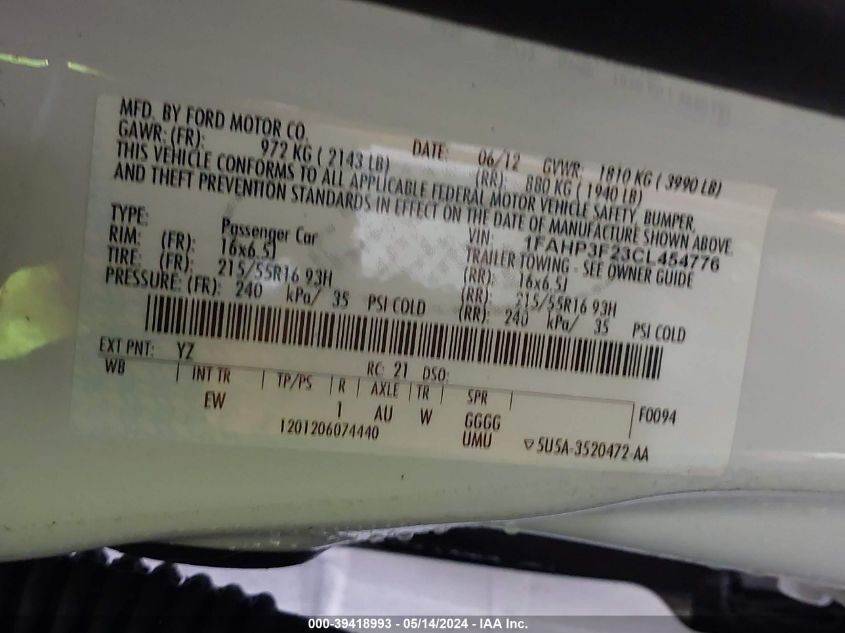 MFD. BY FORD MOTOR CO.
DATE: 06/12 GVWR: 1810 KG ( 3990 LB)
GAWR: (FR): 972 KG ( 2143 LB) (RR): 880 KG ( 1940 LB)
THIS VEHICLE CONFORMS TO ALL APPLICABLE FEDERAL MOTOR VEHICLE SAFETY, BUMPER,
AND THEFT PREVENTION STANDARDS IN EFFECT ON THE DATE OF MANUFACTURE SHOWN ABOVE.
VIN: 1FAHP3F23CL454776
TYPE: Passenger Car TRAILER TOWING - SEE OWNER GUIDE
RIM: (FR): 16x6.5J (RR): 16x6.5J
TIRE: (FR): 215/55R16 93H (RR): 215/55R16 93H
PRESSURE: (FR): 240 kPa/ 35 PSI COLD (RR): 240 kPa/ 35 PSI COLD
EXT PNT: YZ RC: 21 DSO:
WB INT TR TP/PS R AXLE TR SPR F0094
EW 1 AU W GGGG
1201206074440 UMU 5U5A-3520472-AA
000-39418993 - 05/14/2024 - IAA Inc.